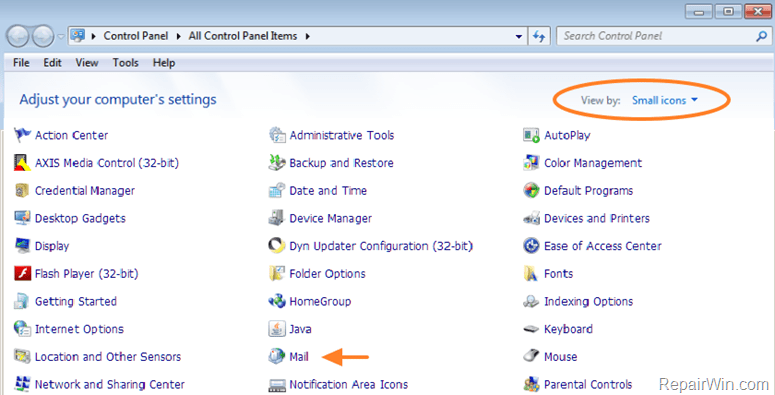 Control Panel All Control Panel Items Search Control Panel
File Edit View Tools Help
Adjust your computer's settings View by: Small icons
Action Center Administrative Tools AutoPlay
AXIS Media Control (32-bit) Backup and Restore Color Management
Credential Manager Date and Time Default Programs
Desktop Gadgets Device Manager Devices and Printers
Display Dyn Updater Configuration (32-bit) Ease of Access Center
Flash Player (32-bit) Folder Options Fonts
Getting Started HomeGroup Indexing Options
Internet Options Java Keyboard
Location and Other Sensors Mail Mouse
Network and Sharing Center Notification Area Icons Parental Controls
RepairWin.com